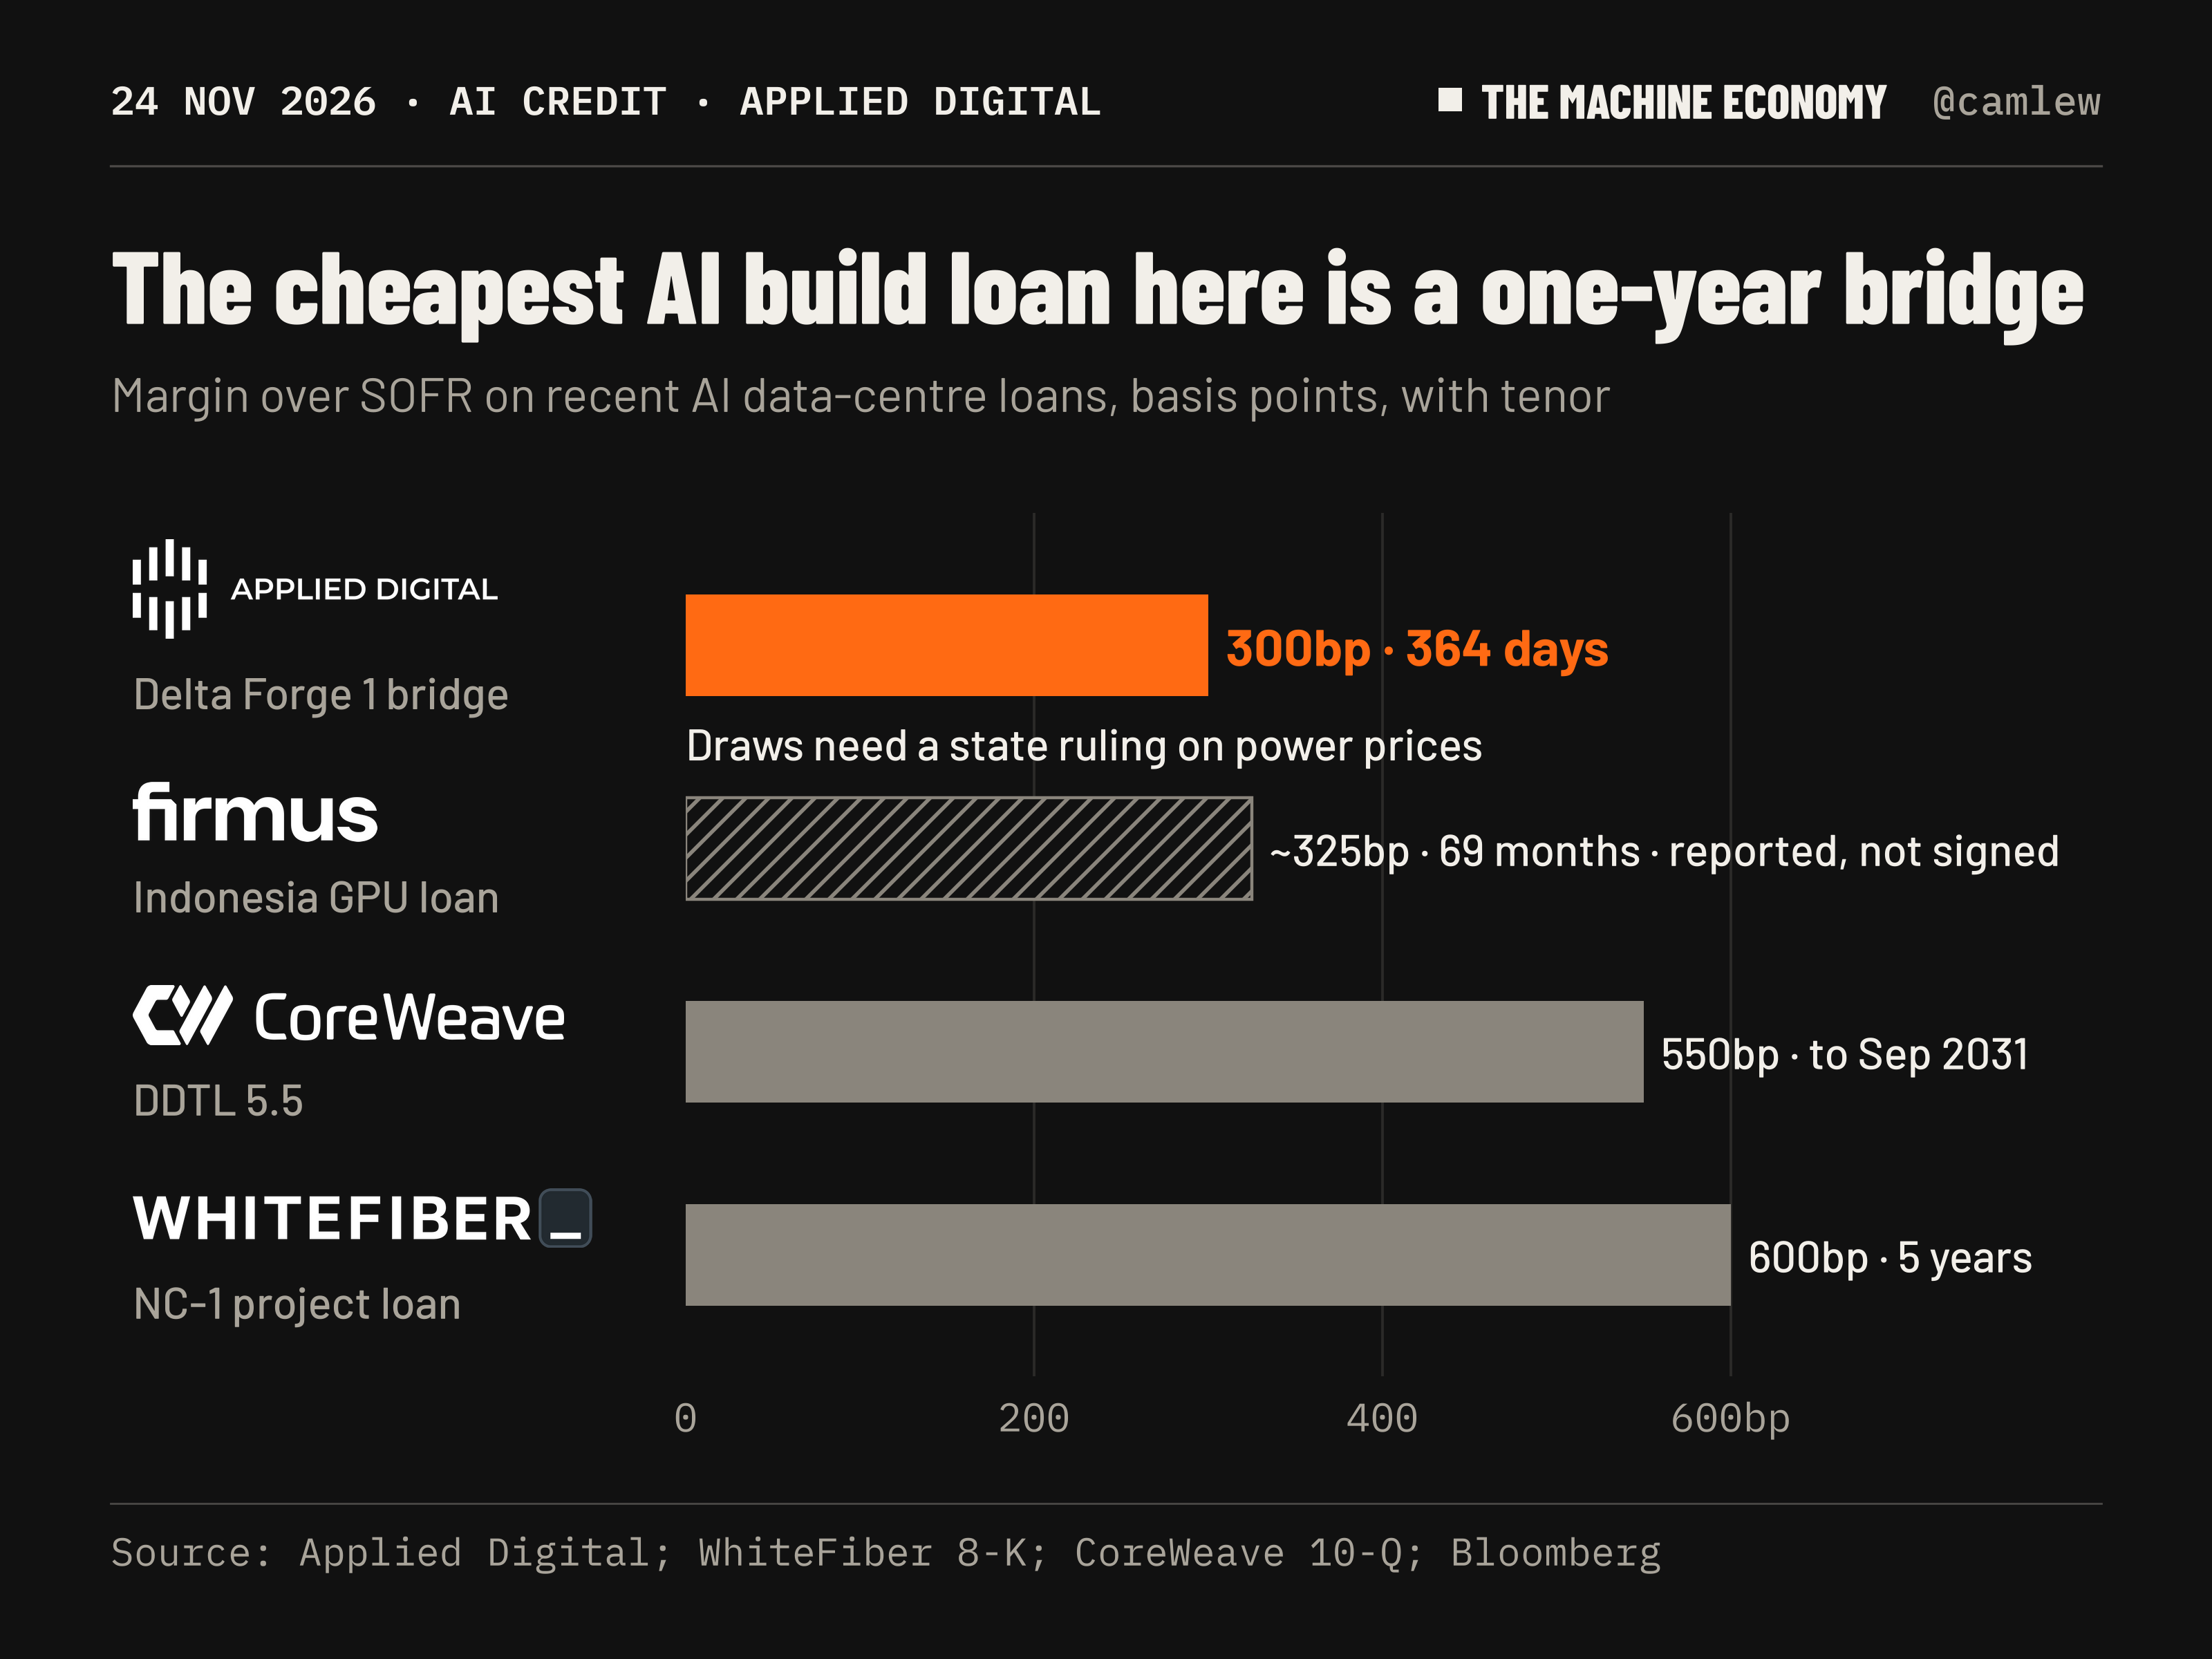 24 NOV 2026 · AI CREDIT · APPLIED DIGITAL
THE MACHINE ECONOMY @camlew
The cheapest AI build loan here is a one-year bridge
Margin over SOFR on recent AI data-centre loans, basis points, with tenor
APPLIED DIGITAL
Delta Forge 1 bridge
300bp · 364 days
Draws need a state ruling on power prices
firmus
Indonesia GPU loan
~325bp · 69 months · reported, not signed
CoreWeave
DDTL 5.5
550bp · to Sep 2031
WHITEFIBER_
NC-1 project loan
600bp · 5 years
0 200 400 600bp
Source: Applied Digital; WhiteFiber 8-K; CoreWeave 10-Q; Bloomberg